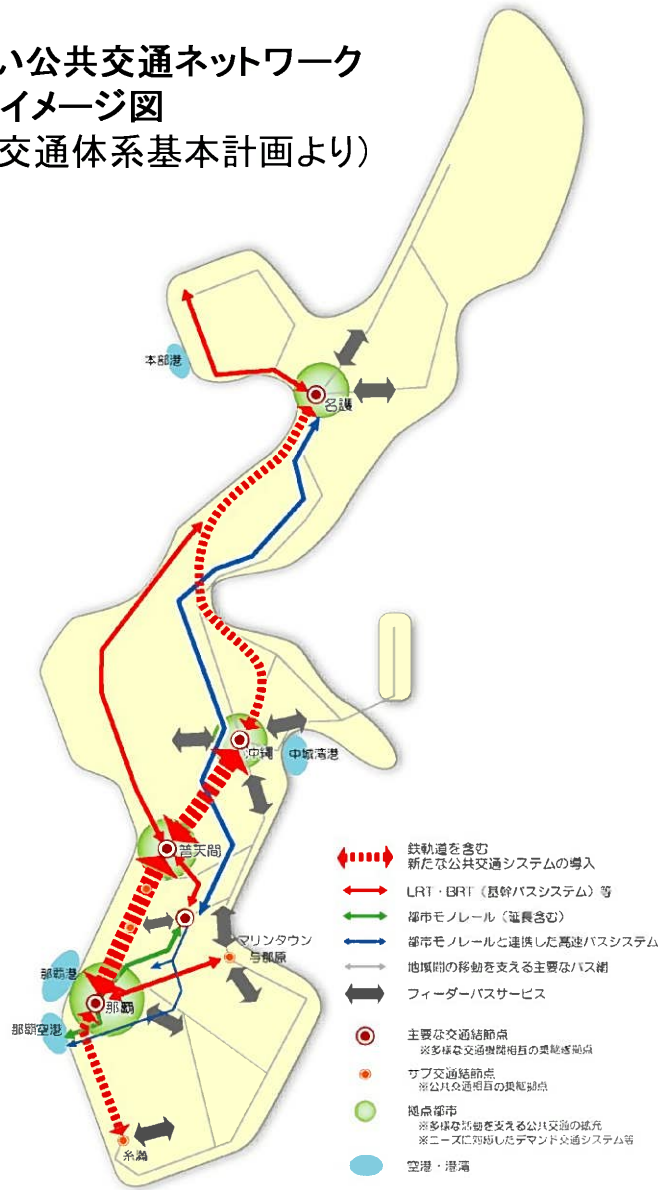 い公共交通ネットワーク
イメージ図
交通体系基本計画より)
本部港
名護
沖縄
中城湾港
普天間
マリンタウン
与那原
那覇港
那覇
那覇空港
糸満
鉄軌道を含む
新たな公共交通システムの導入
LRT・BRT（基幹バスシステム）等
都市モノレール（延長含む）
都市モノレールと連携した高速バスシステム
地域間の移動を支える主要なバス網
フィーダーバスサービス
主要な交通結節点
※多様な交通機関相互の乗継拠点
サブ交通結節点
※公共交通相互の乗継拠点
拠点都市
※多様な活動を支える公共交通の拡充
※ニーズに対応したデマンド交通システム等
空港・港湾